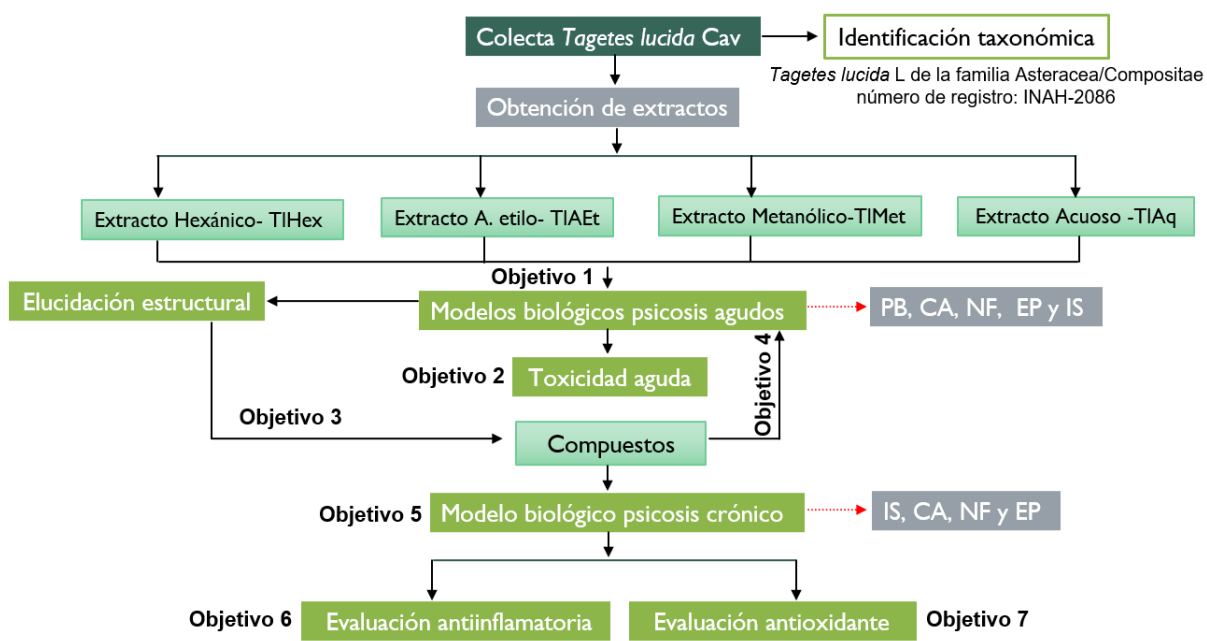 Colecta Tagetes lucida Cav
Identificación taxonómica
Tagetes lucida L de la familia Asteracea/Compositae
número de registro: INAH-2086
Obtención de extractos
Extracto Hexánico- TlHex
Extracto A. etilo- TlAEt
Extracto Metanólico-TlMet
Extracto Acuoso -TlAq
Objetivo 1
Elucidación estructural
Modelos biológicos psicosis agudos
PB, CA, NF, EP y IS
Objetivo 2
Toxicidad aguda
Objetivo 4
Objetivo 3
Compuestos
Objetivo 5
Modelo biológico psicosis crónico
IS, CA, NF y EP
Objetivo 6
Evaluación antiinflamatoria
Evaluación antioxidante
Objetivo 7